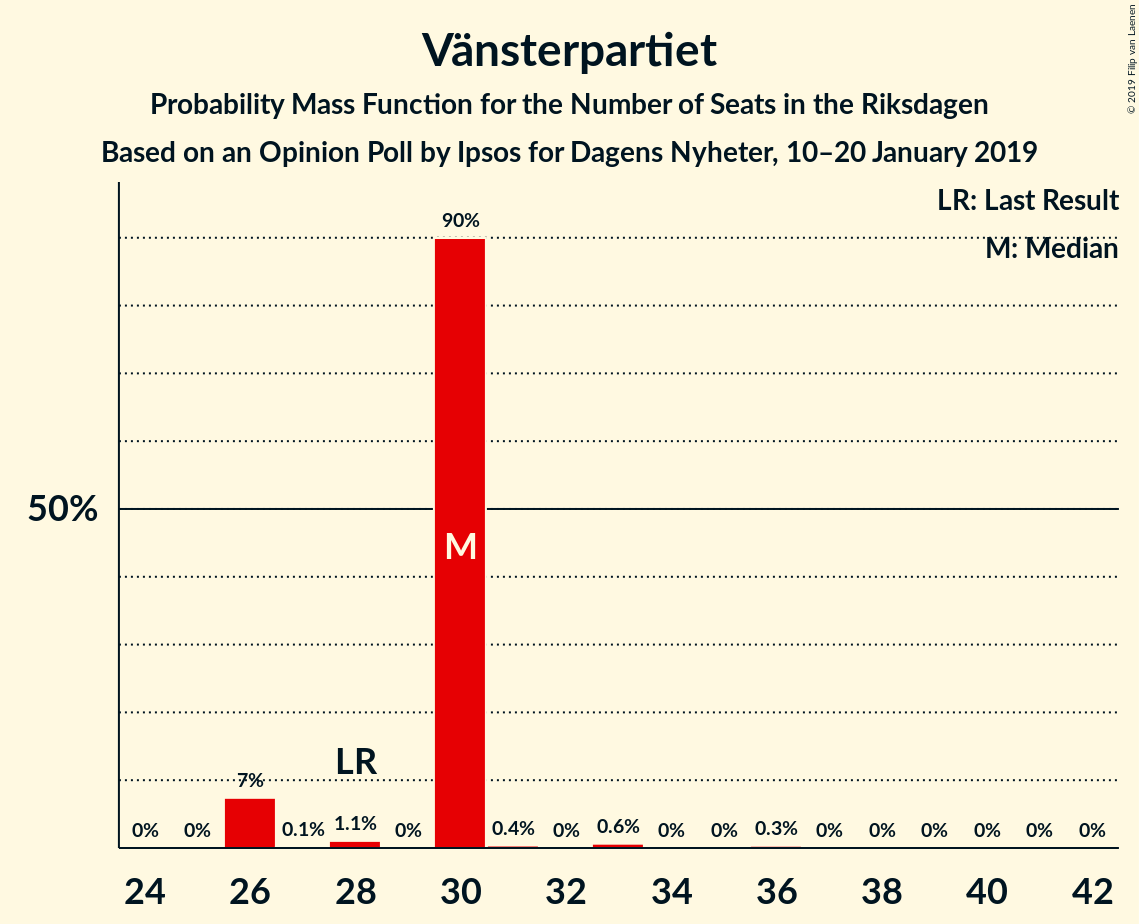 Vänsterpartiet
Probability Mass Function for the Number of Seats in the Riksdagen
Based on an Opinion Poll by Ipsos for Dagens Nyheter, 10–20 January 2019
© 2019 Filip van Laenen
LR: Last Result
M: Median
90%
50%
M
LR
7%
0% 0% 0.1% 1.1% 0% 0.4% 0% 0.6% 0% 0% 0.3% 0% 0% 0% 0% 0% 0%
24 26 28 30 32 34 36 38 40 42